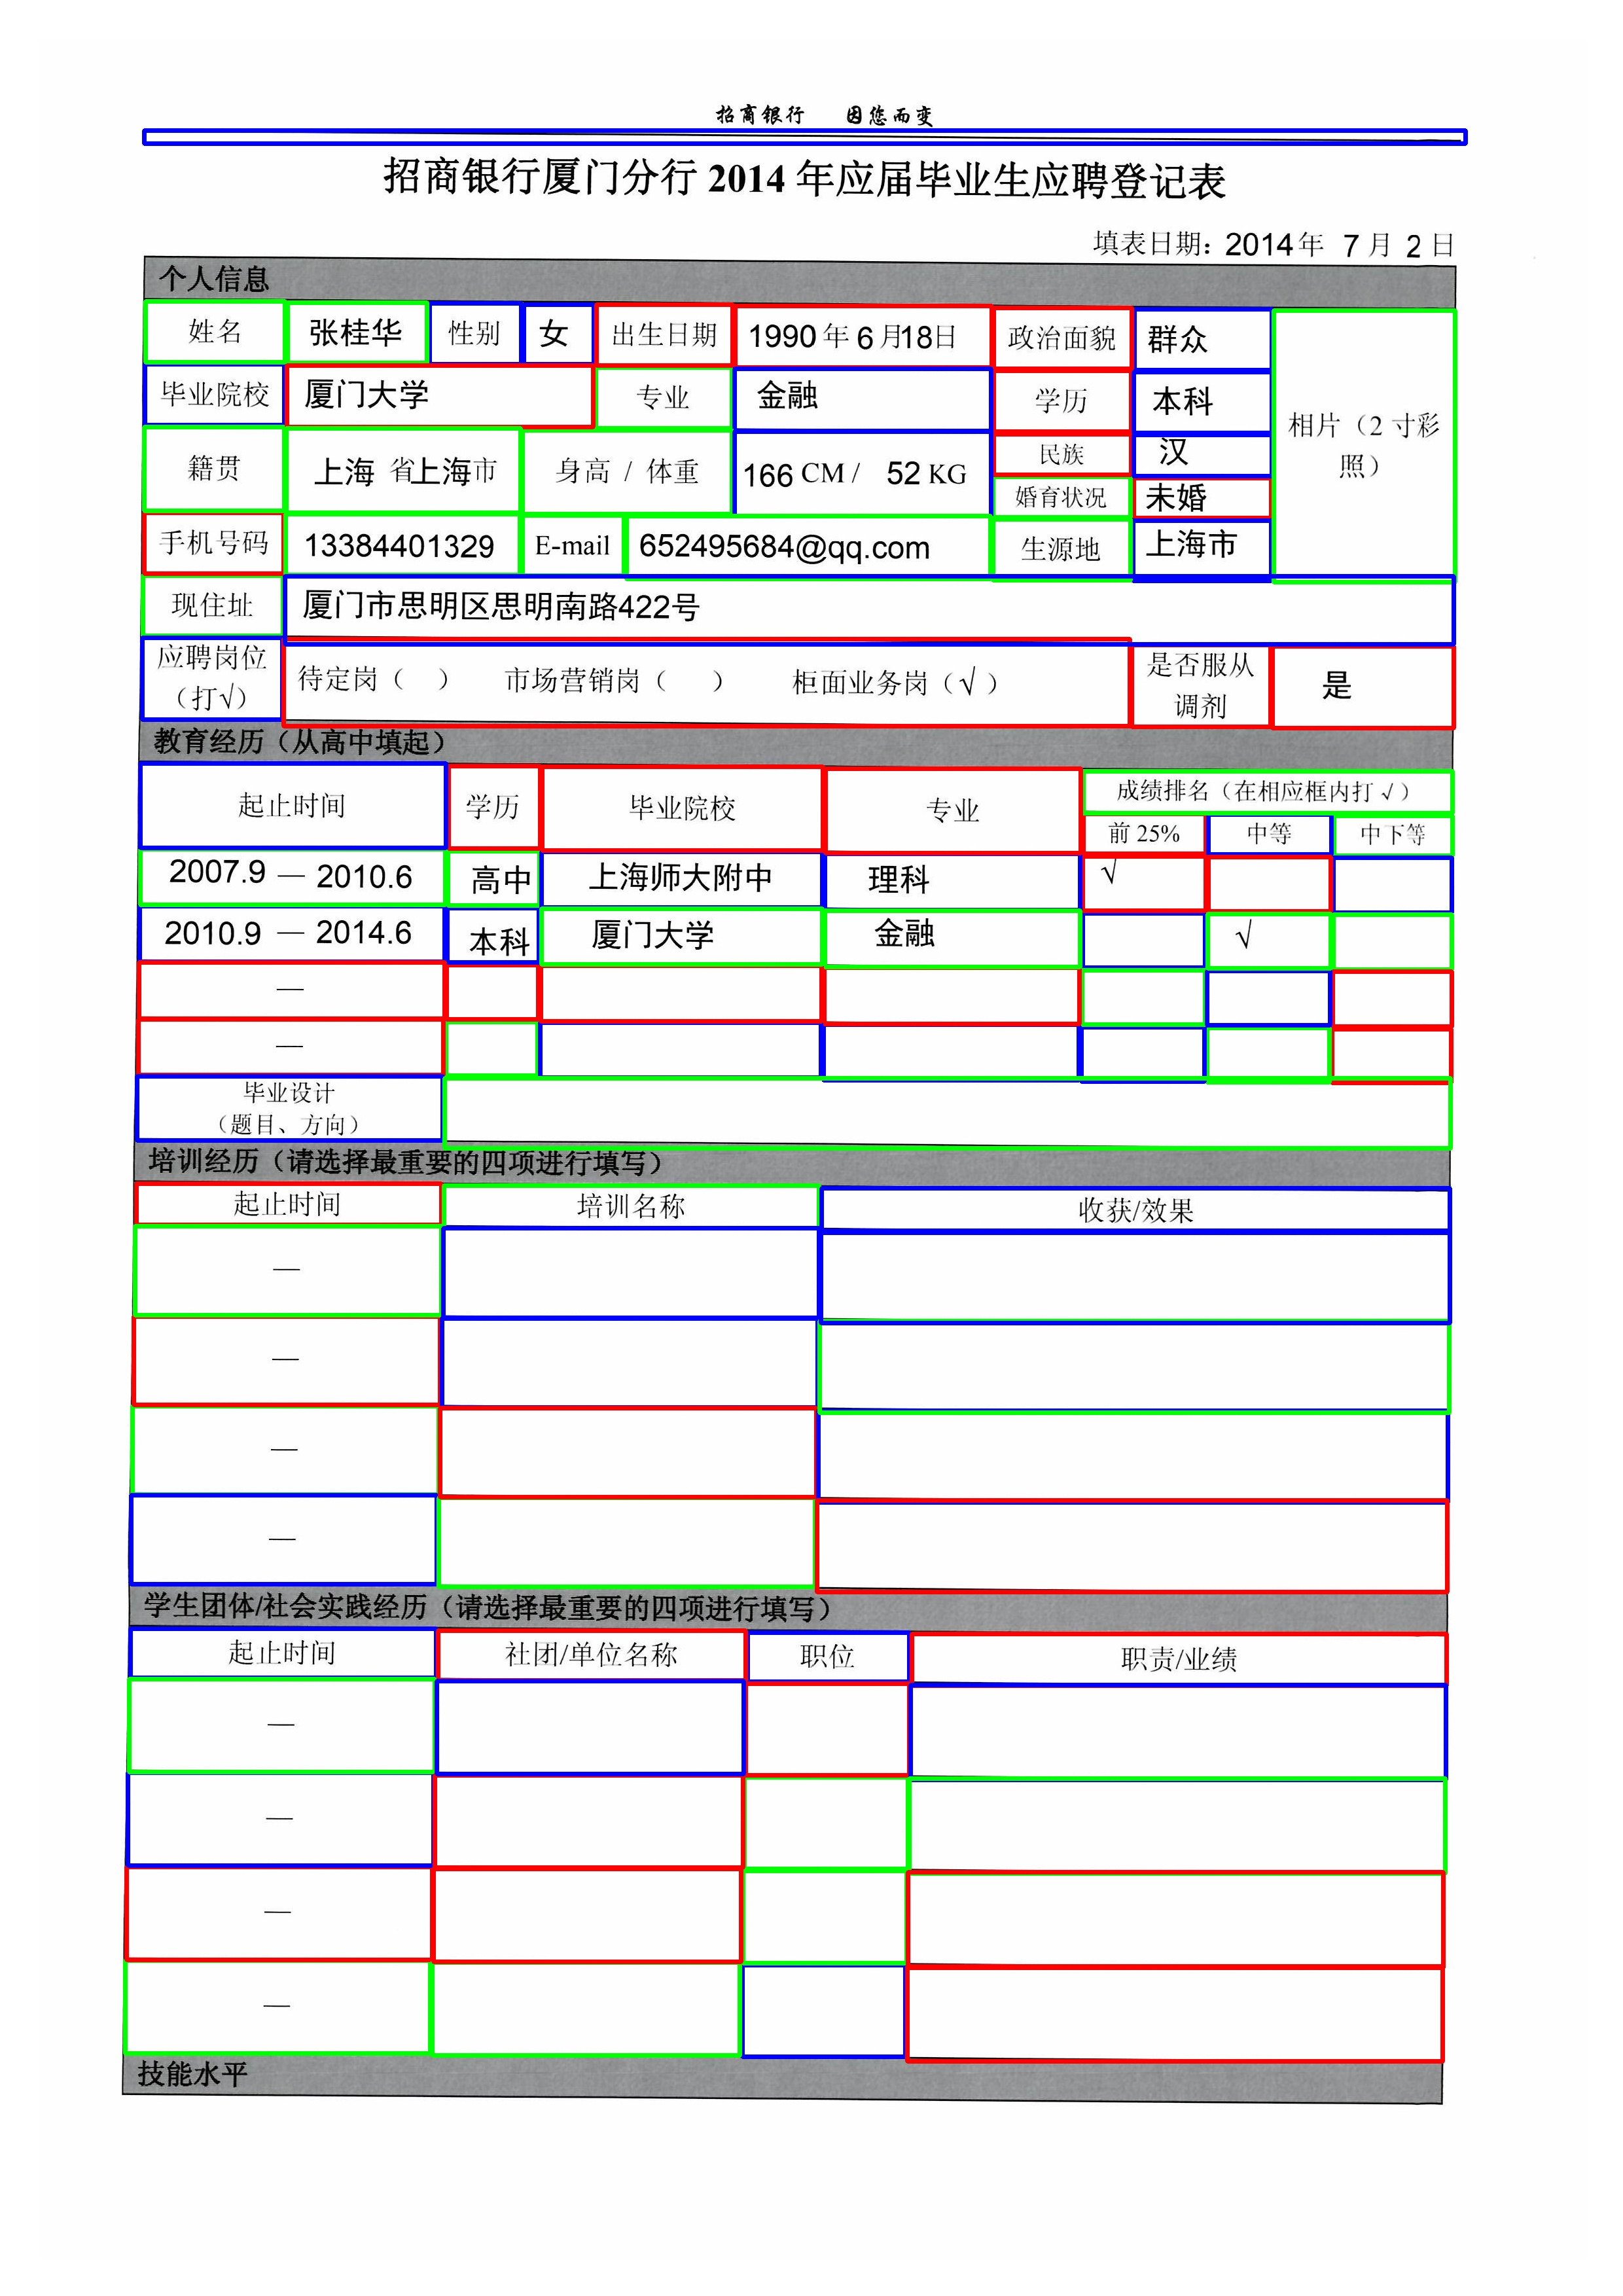 招商银行 因您而变
招商银行厦门分行 2014 年应届毕业生应聘登记表
填表日期：2014年 7月 2日
个人信息
姓名 张桂华 性别 女 出生日期 1990年6月18日 政治面貌 群众
毕业院校 厦门大学 专业 金融 学历 本科
相片（2 寸彩
照）
籍贯 上海 省上海市 身高 / 体重 166 CM / 52 KG 民族 汉
婚育状况 未婚
手机号码 13384401329 E-mail 652495684@qq.com 生源地 上海市
现住址 厦门市思明区思明南路422号
应聘岗位
（打√）
待定岗（ ） 市场营销岗（ ） 柜面业务岗（√ ）
是否服从
调剂
是
教育经历（从高中填起）
起止时间 学历 毕业院校 专业 成绩排名（在相应框内打 √）
前 25% 中等 中下等
2007.9 — 2010.6 高中 上海师大附中 理科 √
2010.9 — 2014.6 本科 厦门大学 金融 √
—
—
毕业设计
（题目、方向）
培训经历（请选择最重要的四项进行填写）
起止时间 培训名称 收获/效果
—
—
—
—
学生团体/社会实践经历（请选择最重要的四项进行填写）
起止时间 社团/单位名称 职位 职责/业绩
—
—
—
—
技能水平